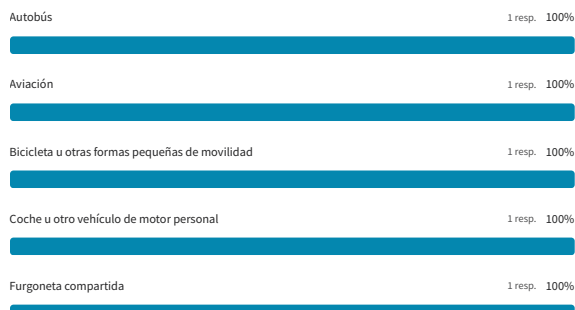 Autobús 1 resp. 100%
Aviación 1 resp. 100%
Bicicleta u otras formas pequeñas de movilidad 1 resp. 100%
Coche u otro vehículo de motor personal 1 resp. 100%
Furgoneta compartida 1 resp. 100%